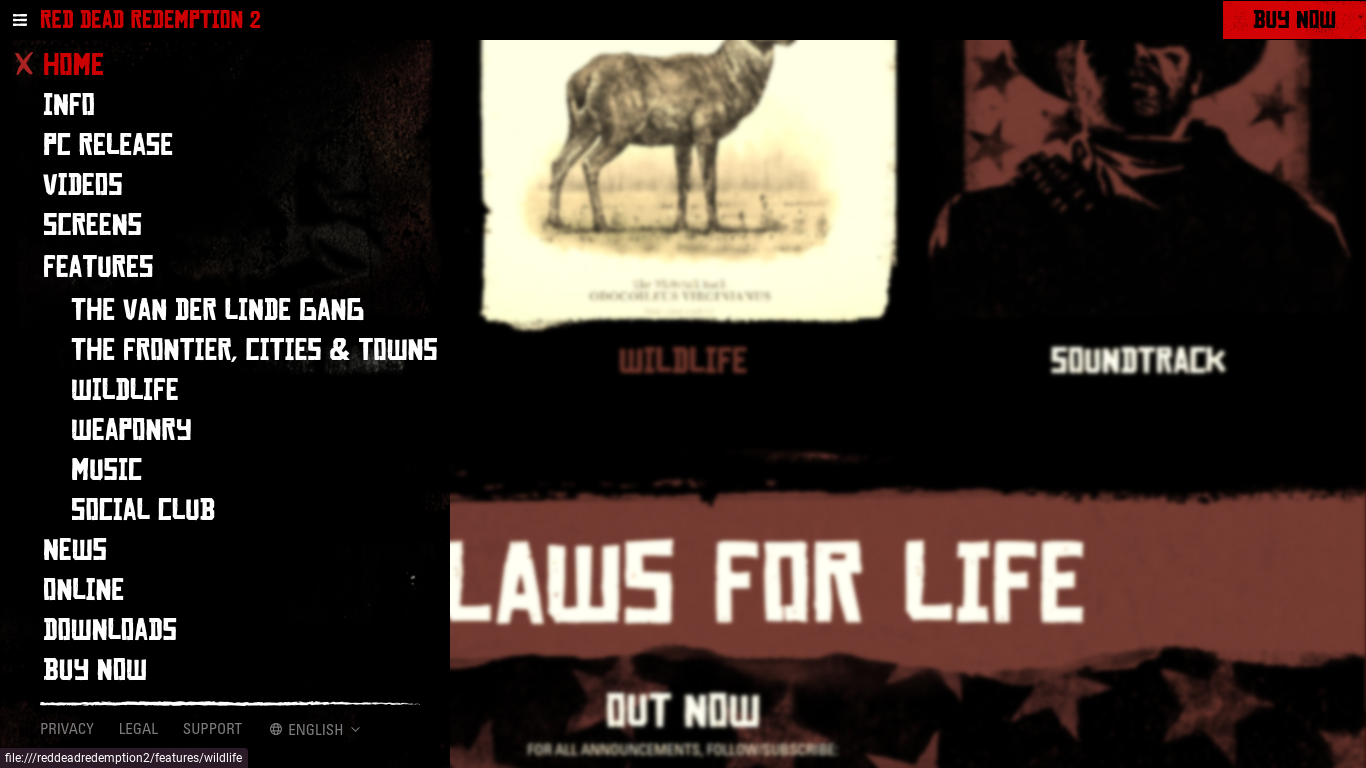 RED DEAD REDEMPTION 2
BUY NOW
HOME
INFO
PC RELEASE
VIDEOS
SCREENS
FEATURES
THE VAN DER LINDE GANG
THE FRONTIER, CITIES & TOWNS
WILDLIFE
WEAPONRY
MUSIC
SOCIAL CLUB
NEWS
ONLINE
DOWNLOADS
BUY NOW
PRIVACY LEGAL SUPPORT ENGLISH
file:///reddeadredemption2/features/wildlife
ODOCOILEUS VIRGINIANUS
WILDLIFE
SOUNDTRACK
LAWS FOR LIFE
OUT NOW
FOR ALL ANNOUNCEMENTS, FOLLOW/SUBSCRIBE: